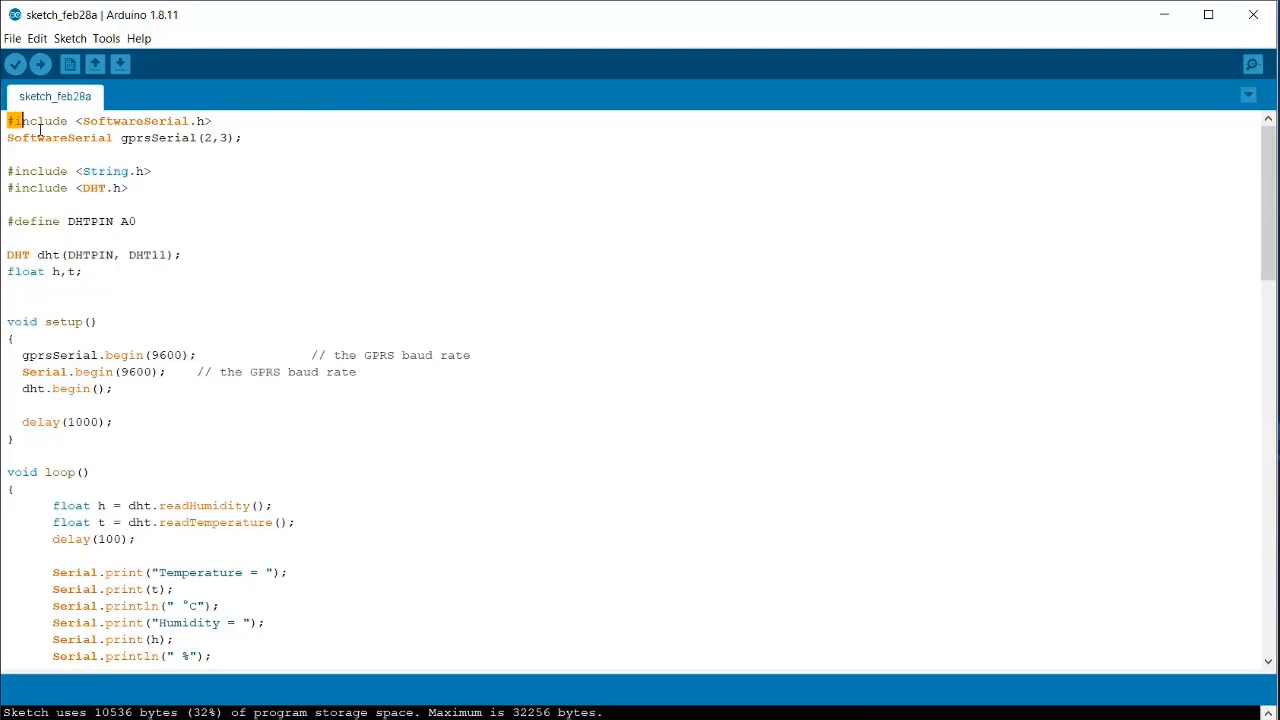 sketch_feb28a | Arduino 1.8.11
File Edit Sketch Tools Help
sketch_feb28a
#include <SoftwareSerial.h>
SoftwareSerial gprsSerial(2,3);
#include <String.h>
#include <DHT.h>
#define DHTPIN A0
DHT dht(DHTPIN, DHT11);
float h,t;
void setup()
{
gprsSerial.begin(9600); // the GPRS baud rate
Serial.begin(9600); // the GPRS baud rate
dht.begin();
delay(1000);
}
void loop()
{
float h = dht.readHumidity();
float t = dht.readTemperature();
delay(100);
Serial.print("Temperature = ");
Serial.print(t);
Serial.println(" °C");
Serial.print("Humidity = ");
Serial.print(h);
Serial.println(" %");
Sketch uses 10536 bytes (32%) of program storage space. Maximum is 32256 bytes.